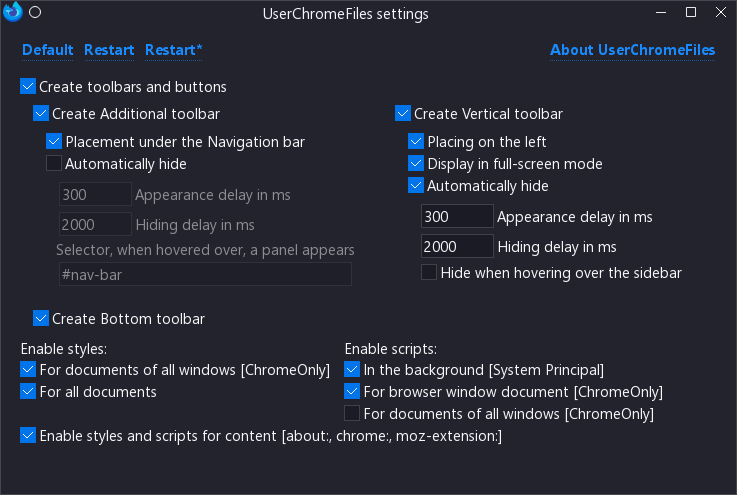 UserChromeFiles settings
Default Restart Restart* About UserChromeFiles
Create toolbars and buttons
Create Additional toolbar
Placement under the Navigation bar
Automatically hide
300 Appearance delay in ms
2000 Hiding delay in ms
Selector, when hovered over, a panel appears
#nav-bar
Create Vertical toolbar
Placing on the left
Display in full-screen mode
Automatically hide
300 Appearance delay in ms
2000 Hiding delay in ms
Hide when hovering over the sidebar
Create Bottom toolbar
Enable styles:
For documents of all windows [ChromeOnly]
For all documents
Enable scripts:
In the background [System Principal]
For browser window document [ChromeOnly]
For documents of all windows [ChromeOnly]
Enable styles and scripts for content [about:, chrome:, moz-extension:]